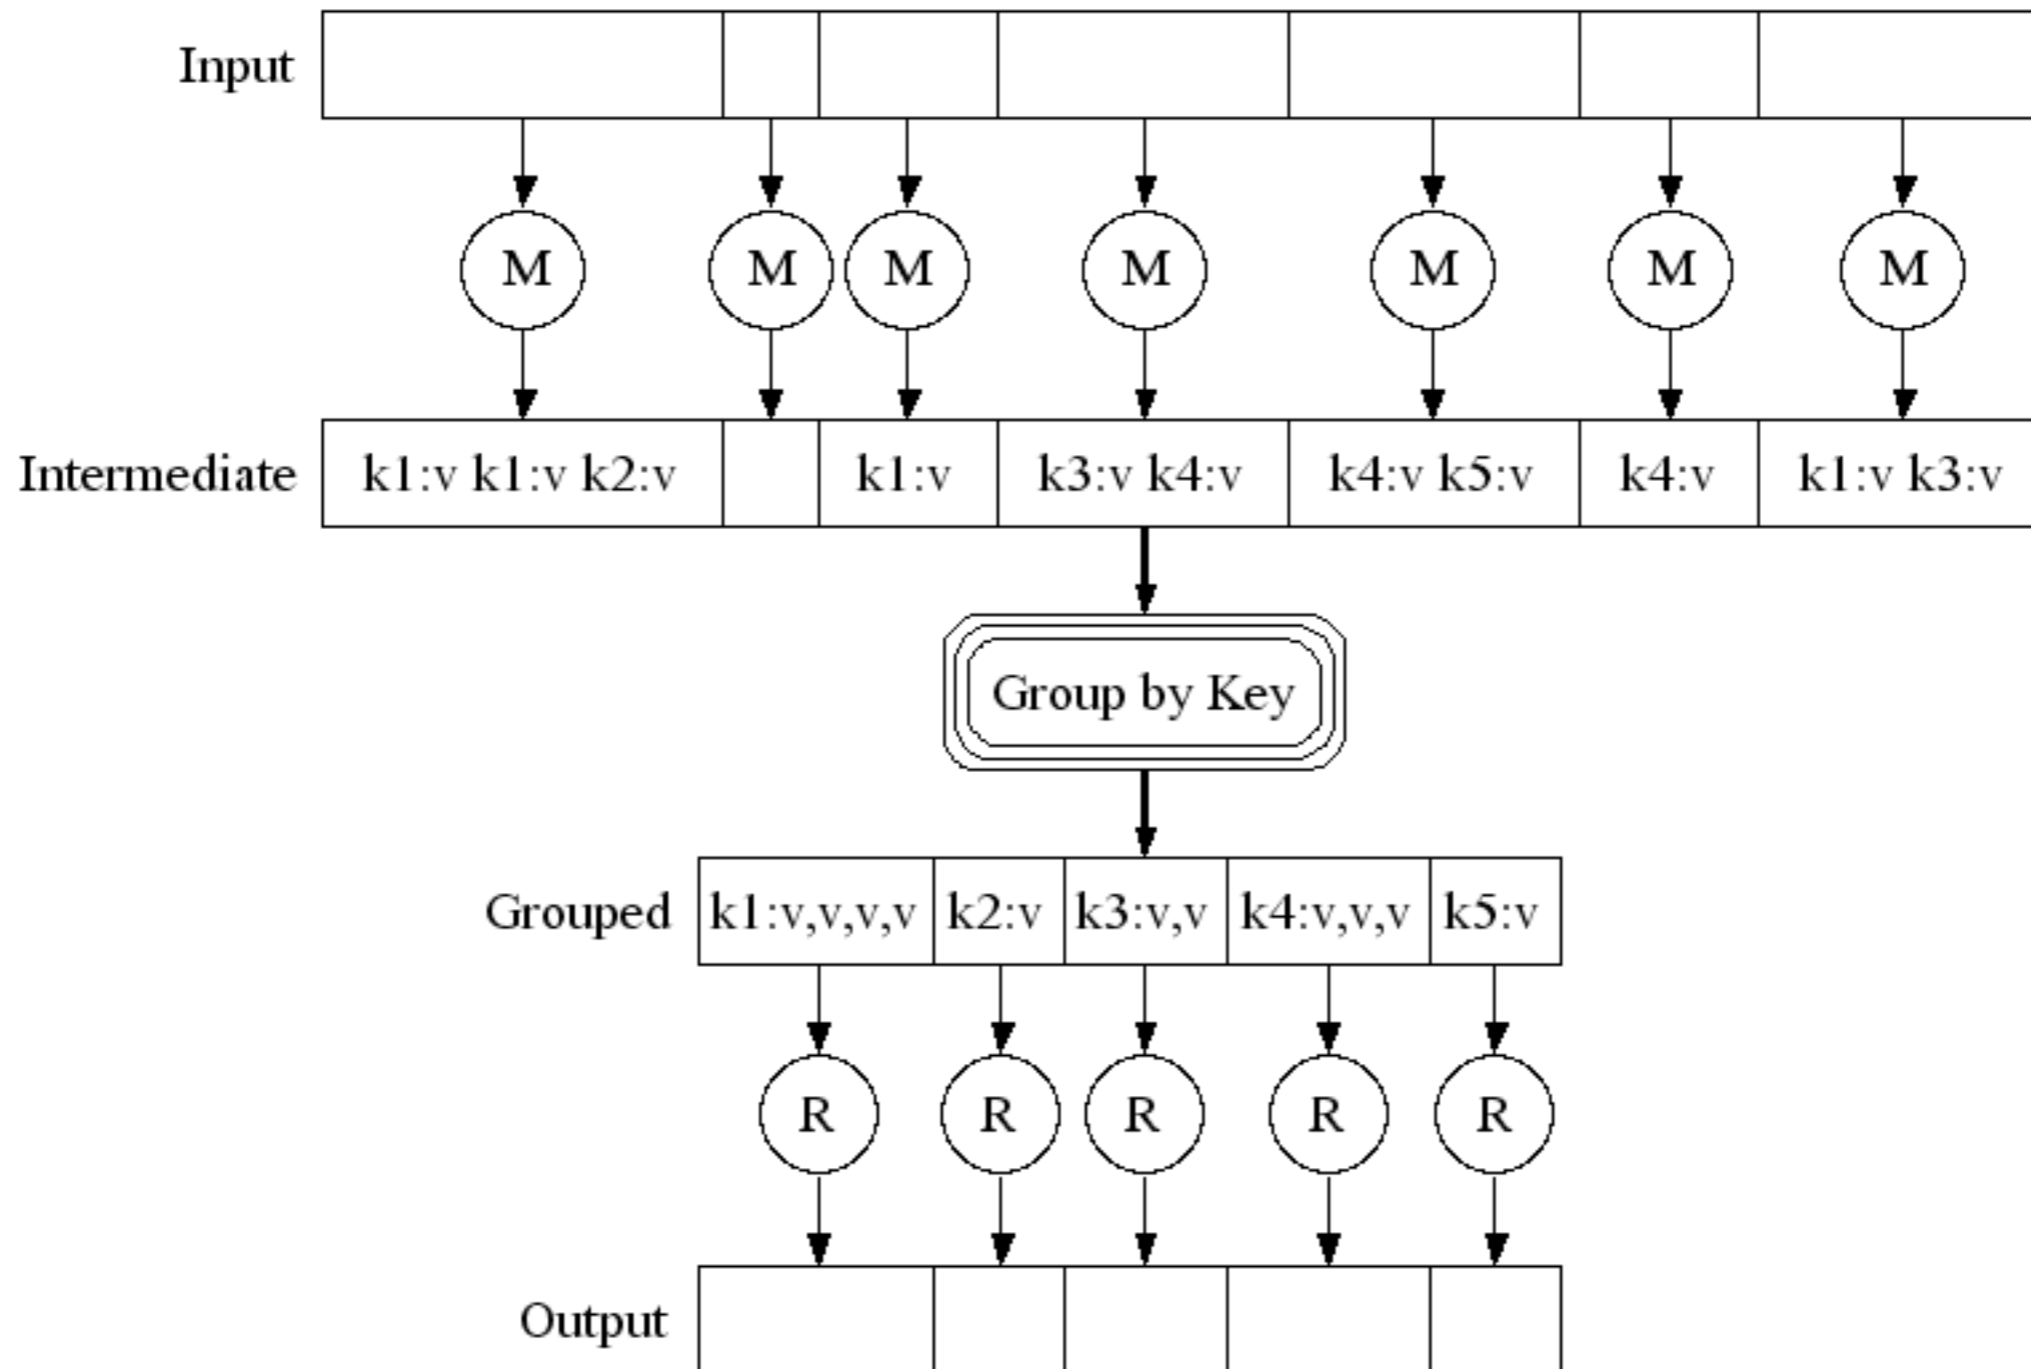 Input
M M M M M M M
Intermediate k1:v k1:v k2:v k1:v k3:v k4:v k4:v k5:v k4:v k1:v k3:v
Group by Key
Grouped k1:v,v,v,v k2:v k3:v,v k4:v,v,v k5:v
R R R R R
Output